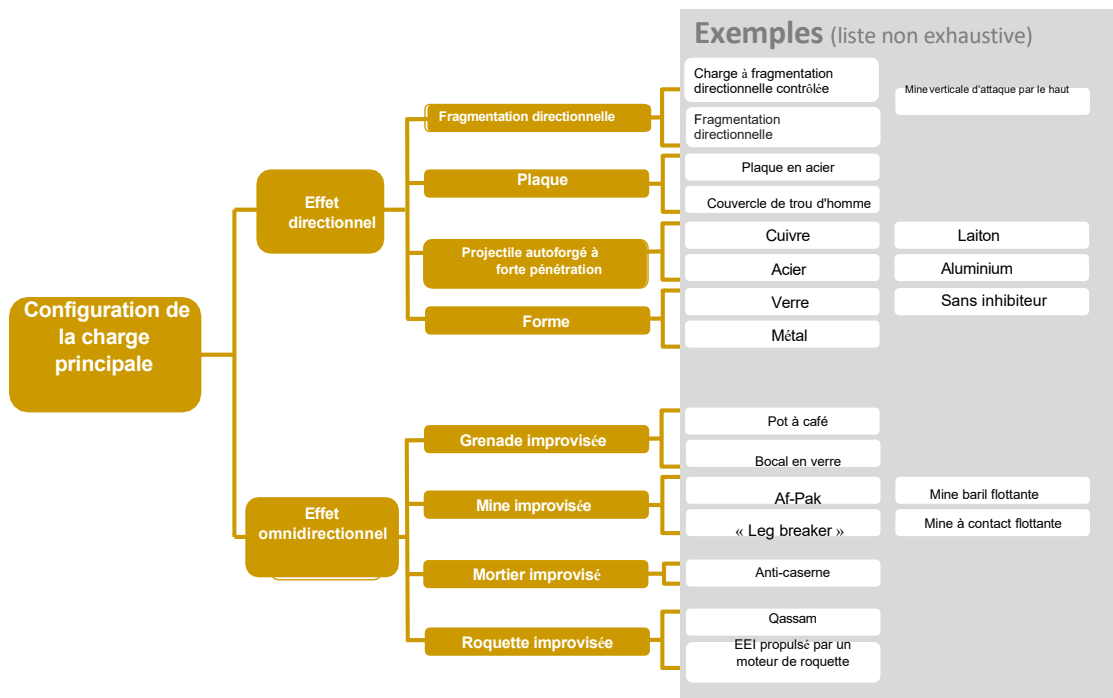 Exemples (liste non exhaustive)
Charge à fragmentation
directionnelle contrôlée
Mine verticale d'attaque par le haut
Fragmentation directionnelle
Fragmentation
directionnelle
Plaque en acier
Plaque
Couvercle de trou d'homme
Effet
directionnel
Cuivre
Laiton
Projectile autoforgé à
forte pénétration
Acier
Aluminium
Verre
Sans inhibiteur
Forme
Métal
Configuration de
la charge
principale
Pot à café
Grenade improvisée
Bocal en verre
Af-Pak
Mine baril flottante
Mine improvisée
Effet
omnidirectionnel
« Leg breaker »
Mine à contact flottante
Mortier improvisé
Anti-caserne
Qassam
Roquette improvisée
EEI propulsé par un
moteur de roquette